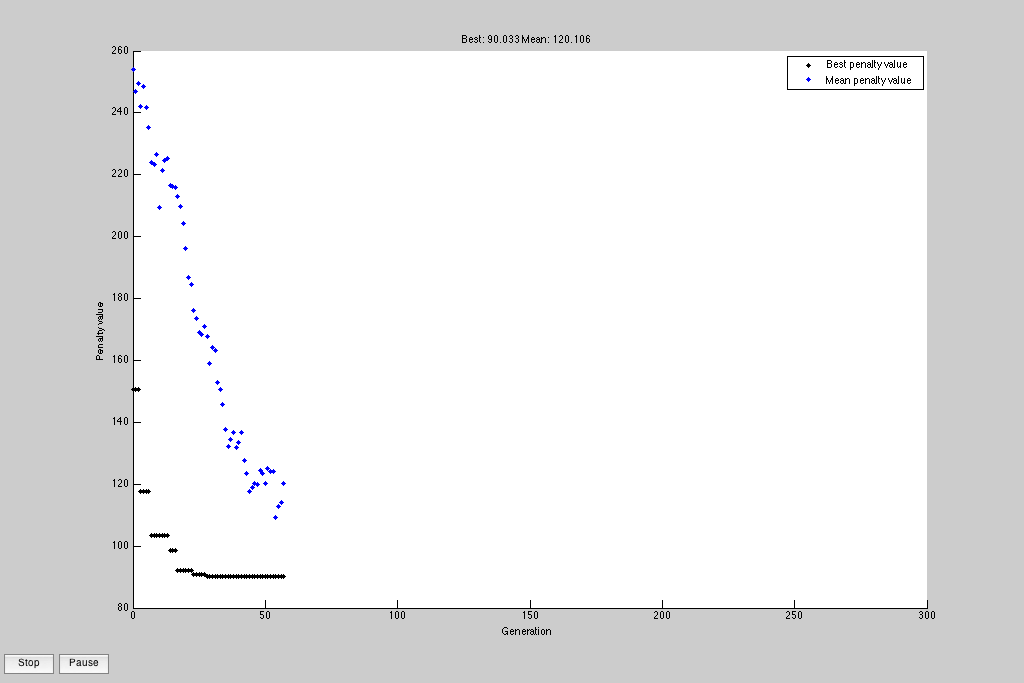 Best: 90.033 Mean: 120.106
260
240
220
200
180
160
140
120
100
80
Penalty value
Best penalty value
Mean penalty value
0 50 100 150 200 250 300
Generation
Stop Pause